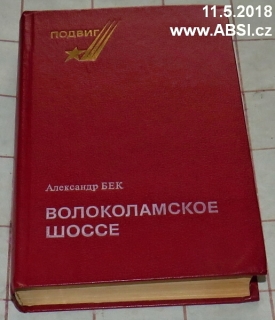 11.5.2018
www.ABSI.cz
ПОДВИГ
Александр БЕК
ВОЛОКОЛАМСКОЕ
ШОССЕ